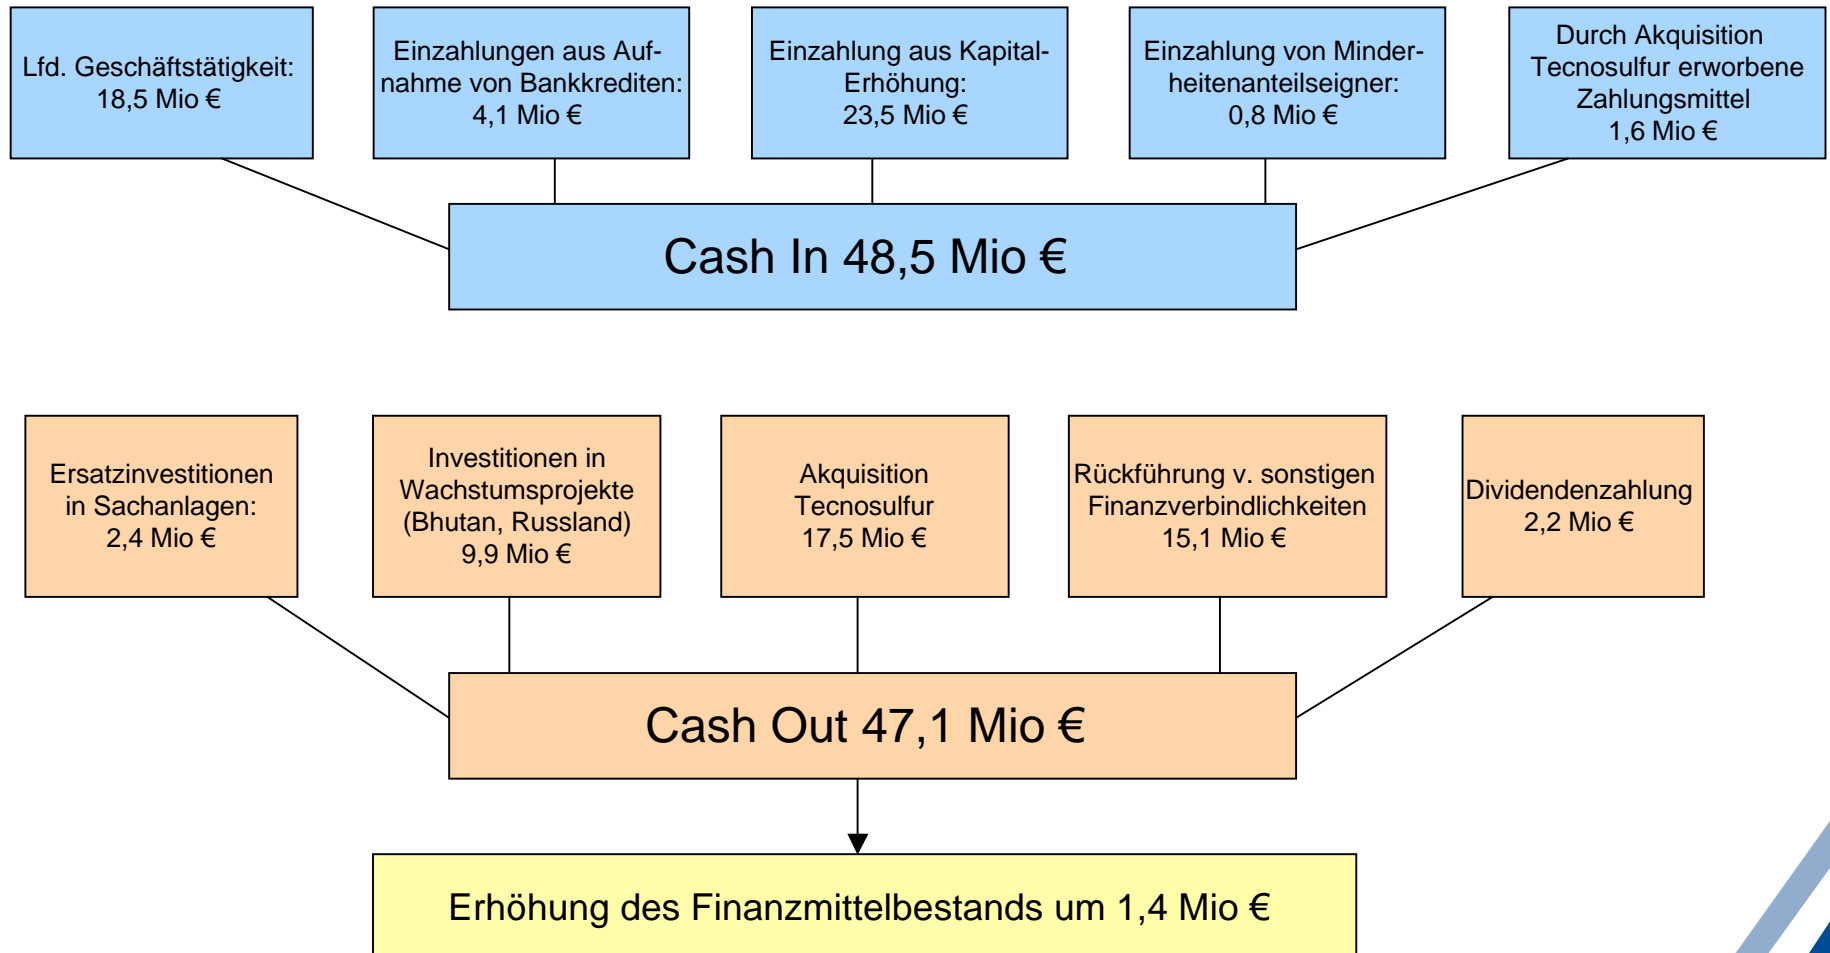 Lfd. Geschäftstätigkeit:
18,5 Mio €
Einzahlungen aus Auf-
nahme von Bankkrediten:
4,1 Mio €
Einzahlung aus Kapital-
Erhöhung:
23,5 Mio €
Einzahlung von Minder-
heitenanteilseigner:
0,8 Mio €
Durch Akquisition
Tecnosulfur erworbene
Zahlungsmittel
1,6 Mio €
Cash In 48,5 Mio €
Ersatzinvestitionen
in Sachanlagen:
2,4 Mio €
Investitionen in
Wachstumsprojekte
(Bhutan, Russland)
9,9 Mio €
Akquisition
Tecnosulfur
17,5 Mio €
Rückführung v. sonstigen
Finanzverbindlichkeiten
15,1 Mio €
Dividendenzahlung
2,2 Mio €
Cash Out 47,1 Mio €
Erhöhung des Finanzmittelbestands um 1,4 Mio €